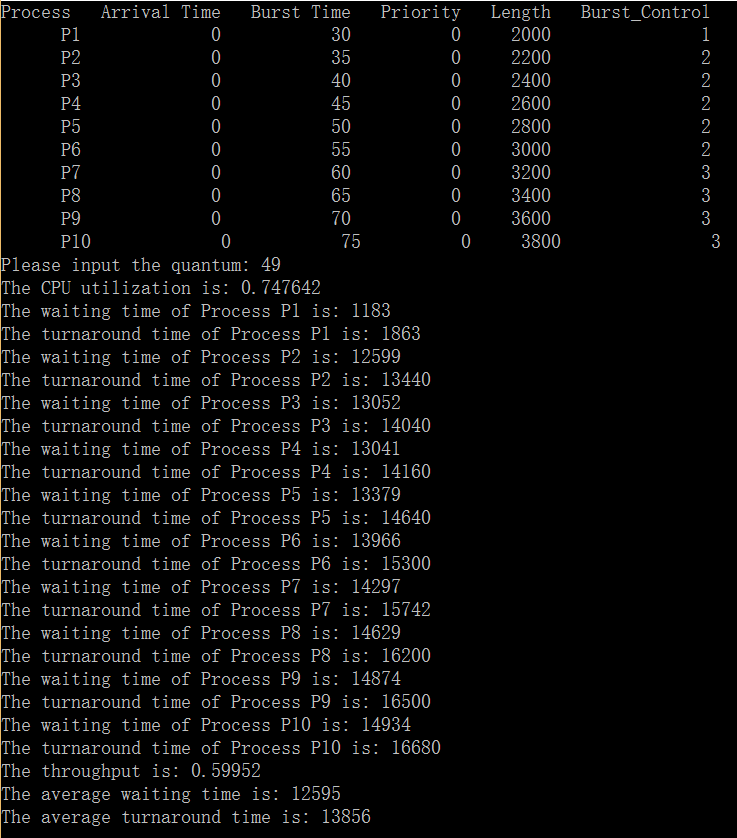 Process Arrival Time Burst Time Priority Length Burst_Control
P1 0 30 0 2000 1
P2 0 35 0 2200 2
P3 0 40 0 2400 2
P4 0 45 0 2600 2
P5 0 50 0 2800 2
P6 0 55 0 3000 2
P7 0 60 0 3200 3
P8 0 65 0 3400 3
P9 0 70 0 3600 3
P10 0 75 0 3800 3
Please input the quantum: 49
The CPU utilization is: 0.747642
The waiting time of Process P1 is: 1183
The turnaround time of Process P1 is: 1863
The waiting time of Process P2 is: 12599
The turnaround time of Process P2 is: 13440
The waiting time of Process P3 is: 13052
The turnaround time of Process P3 is: 14040
The waiting time of Process P4 is: 13041
The turnaround time of Process P4 is: 14160
The waiting time of Process P5 is: 13379
The turnaround time of Process P5 is: 14640
The waiting time of Process P6 is: 13966
The turnaround time of Process P6 is: 15300
The waiting time of Process P7 is: 14297
The turnaround time of Process P7 is: 15742
The waiting time of Process P8 is: 14629
The turnaround time of Process P8 is: 16200
The waiting time of Process P9 is: 14874
The turnaround time of Process P9 is: 16500
The waiting time of Process P10 is: 14934
The turnaround time of Process P10 is: 16680
The throughput is: 0.59952
The average waiting time is: 12595
The average turnaround time is: 13856